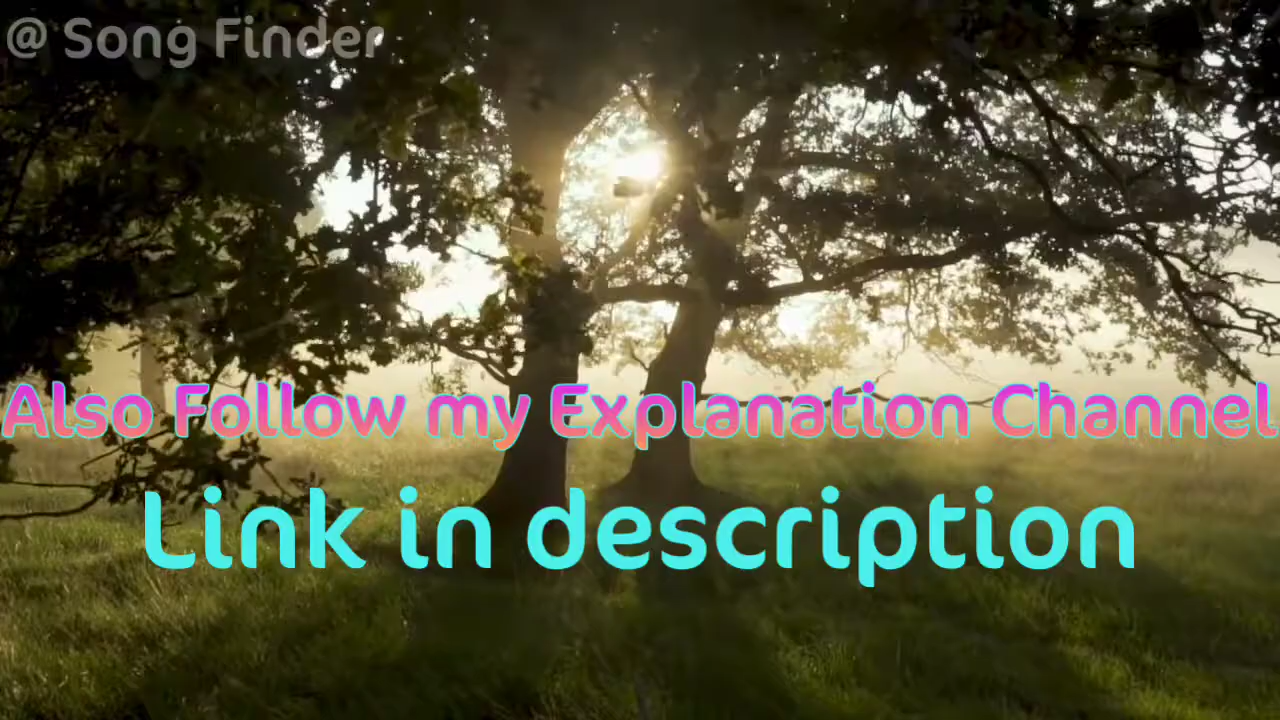 @ Song Finder
Also Follow my Explanation Channel
Link in description